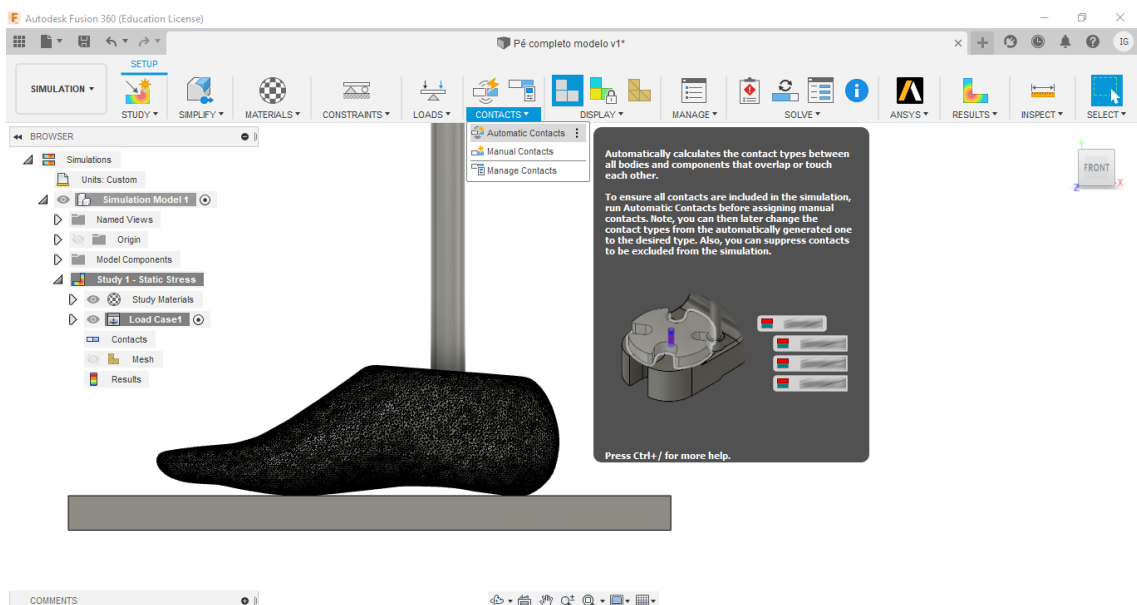 Autodesk Fusion 360 (Education License)
Pé completo modelo v1*
IG
SETUP
SIMULATION
STUDY
SIMPLIFY
MATERIALS
CONSTRAINTS
LOADS
CONTACTS
DISPLAY
MANAGE
SOLVE
ANSYS
RESULTS
INSPECT
SELECT
BROWSER
Simulations
Units: Custom
Simulation Model 1
Named Views
Origin
Model Components
Study 1 - Static Stress
Study Materials
Load Case1
Contacts
Mesh
Results
Automatic Contacts
Manual Contacts
Manage Contacts
Automatically calculates the contact types between
all bodies and components that overlap or touch
each other.
To ensure all contacts are included in the simulation,
run Automatic Contacts before assigning manual
contacts. Note, you can then later change the
contact types from the automatically generated one
to the desired type. Also, you can suppress contacts
to be excluded from the simulation.
Press Ctrl+/ for more help.
Y
FRONT
Z
X
COMMENTS